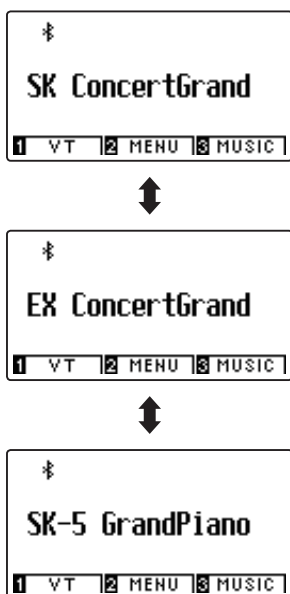 SK ConcertGrand
1 VT 2 MENU 3 MUSIC
EX ConcertGrand
1 VT 2 MENU 3 MUSIC
SK-5 GrandPiano
1 VT 2 MENU 3 MUSIC